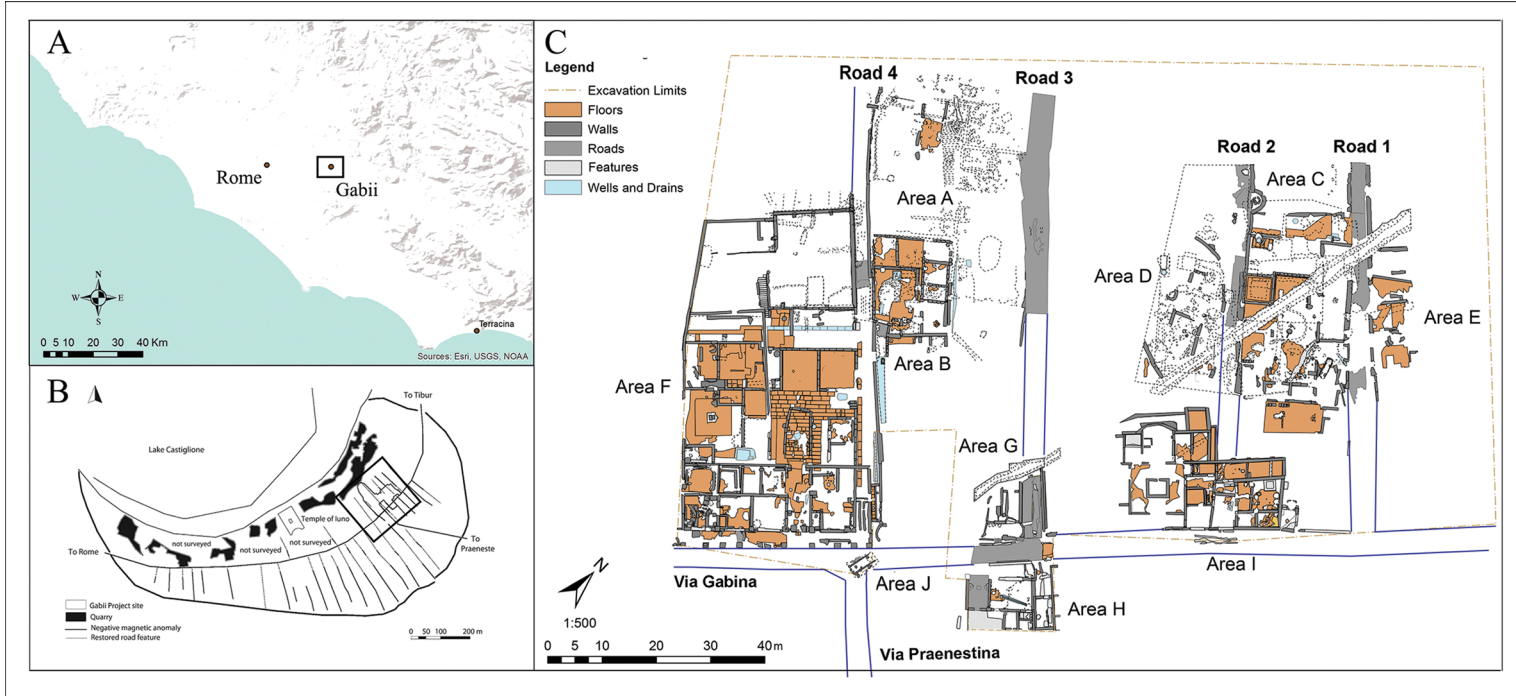 A
Rome
Gabii
N
W
E
S
Terracina
0 5 10 20 30 40 Km
Sources: Esri, USGS, NOAA
B
To Tibur
Lake Castiglione
Temple of Iuno
not surveyed
not surveyed
not surveyed
To Rome
To
Praeneste
Gabii Project site
Quarry
Negative magnetic anomaly
Restored road feature
0 50 100 200 m
C
Legend
Excavation Limits
Floors
Walls
Roads
Features
Wells and Drains
Road 4
Road 3
Road 2
Road 1
Area A
Area C
Area D
Area E
Area B
Area F
Area G
Area I
Area J
Area H
Via Gabina
Via Praenestina
N
1:500
0 5 10 20 30 40 m